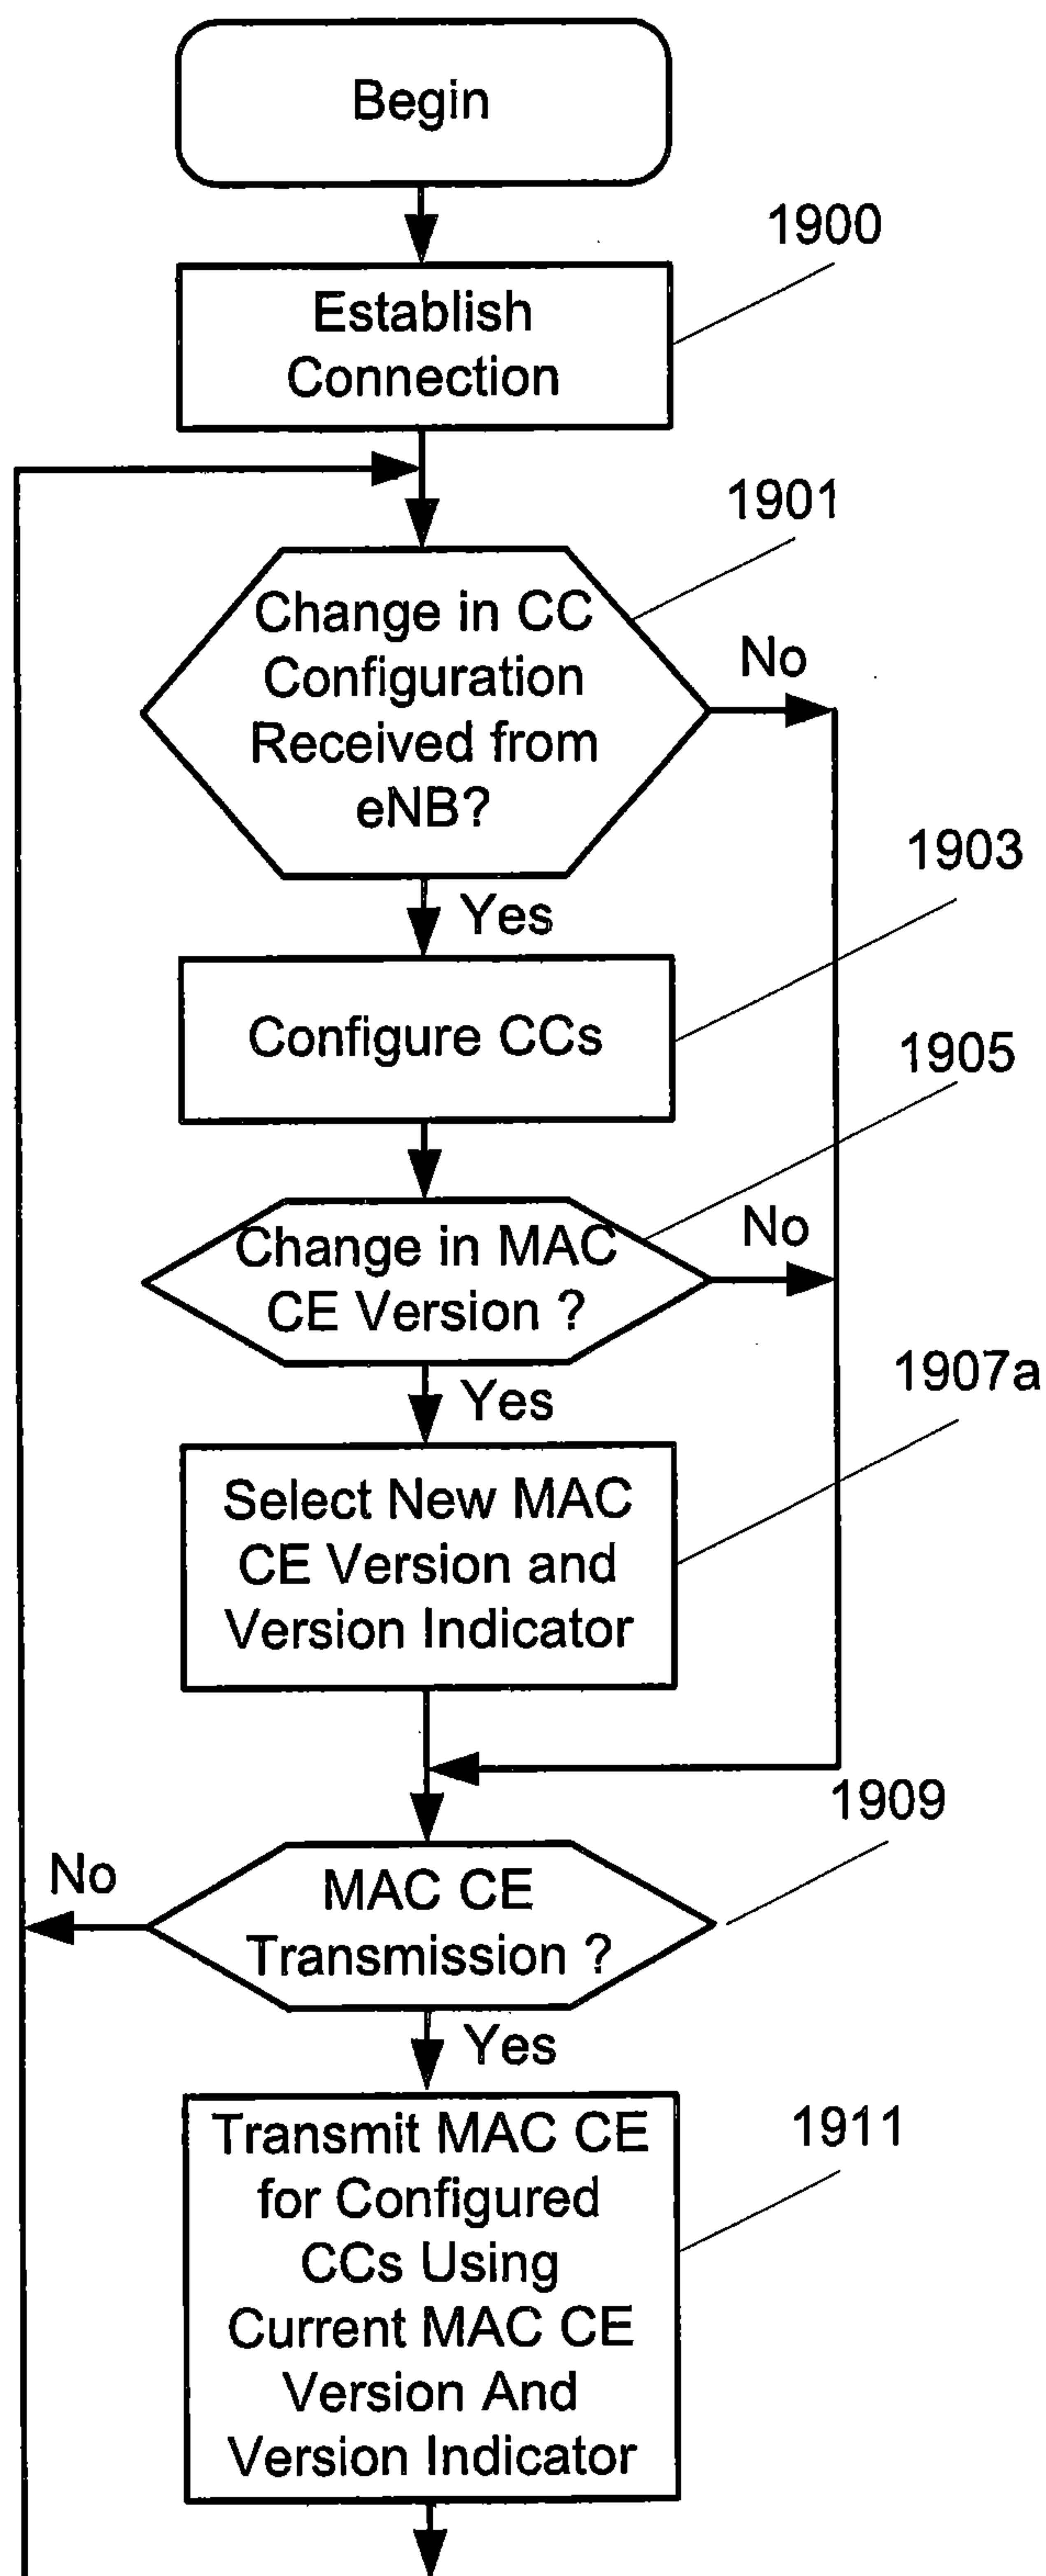 Begin
1900
Establish
Connection
1901
Change in CC
Configuration
Received from
eNB?
No
1903
Yes
Configure CCs
1905
Change in MAC
CE Version ?
No
1907a
Yes
Select New MAC
CE Version and
Version Indicator
1909
No
MAC CE
Transmission ?
Yes
1911
Transmit MAC CE
for Configured
CCs Using
Current MAC CE
Version And
Version Indicator